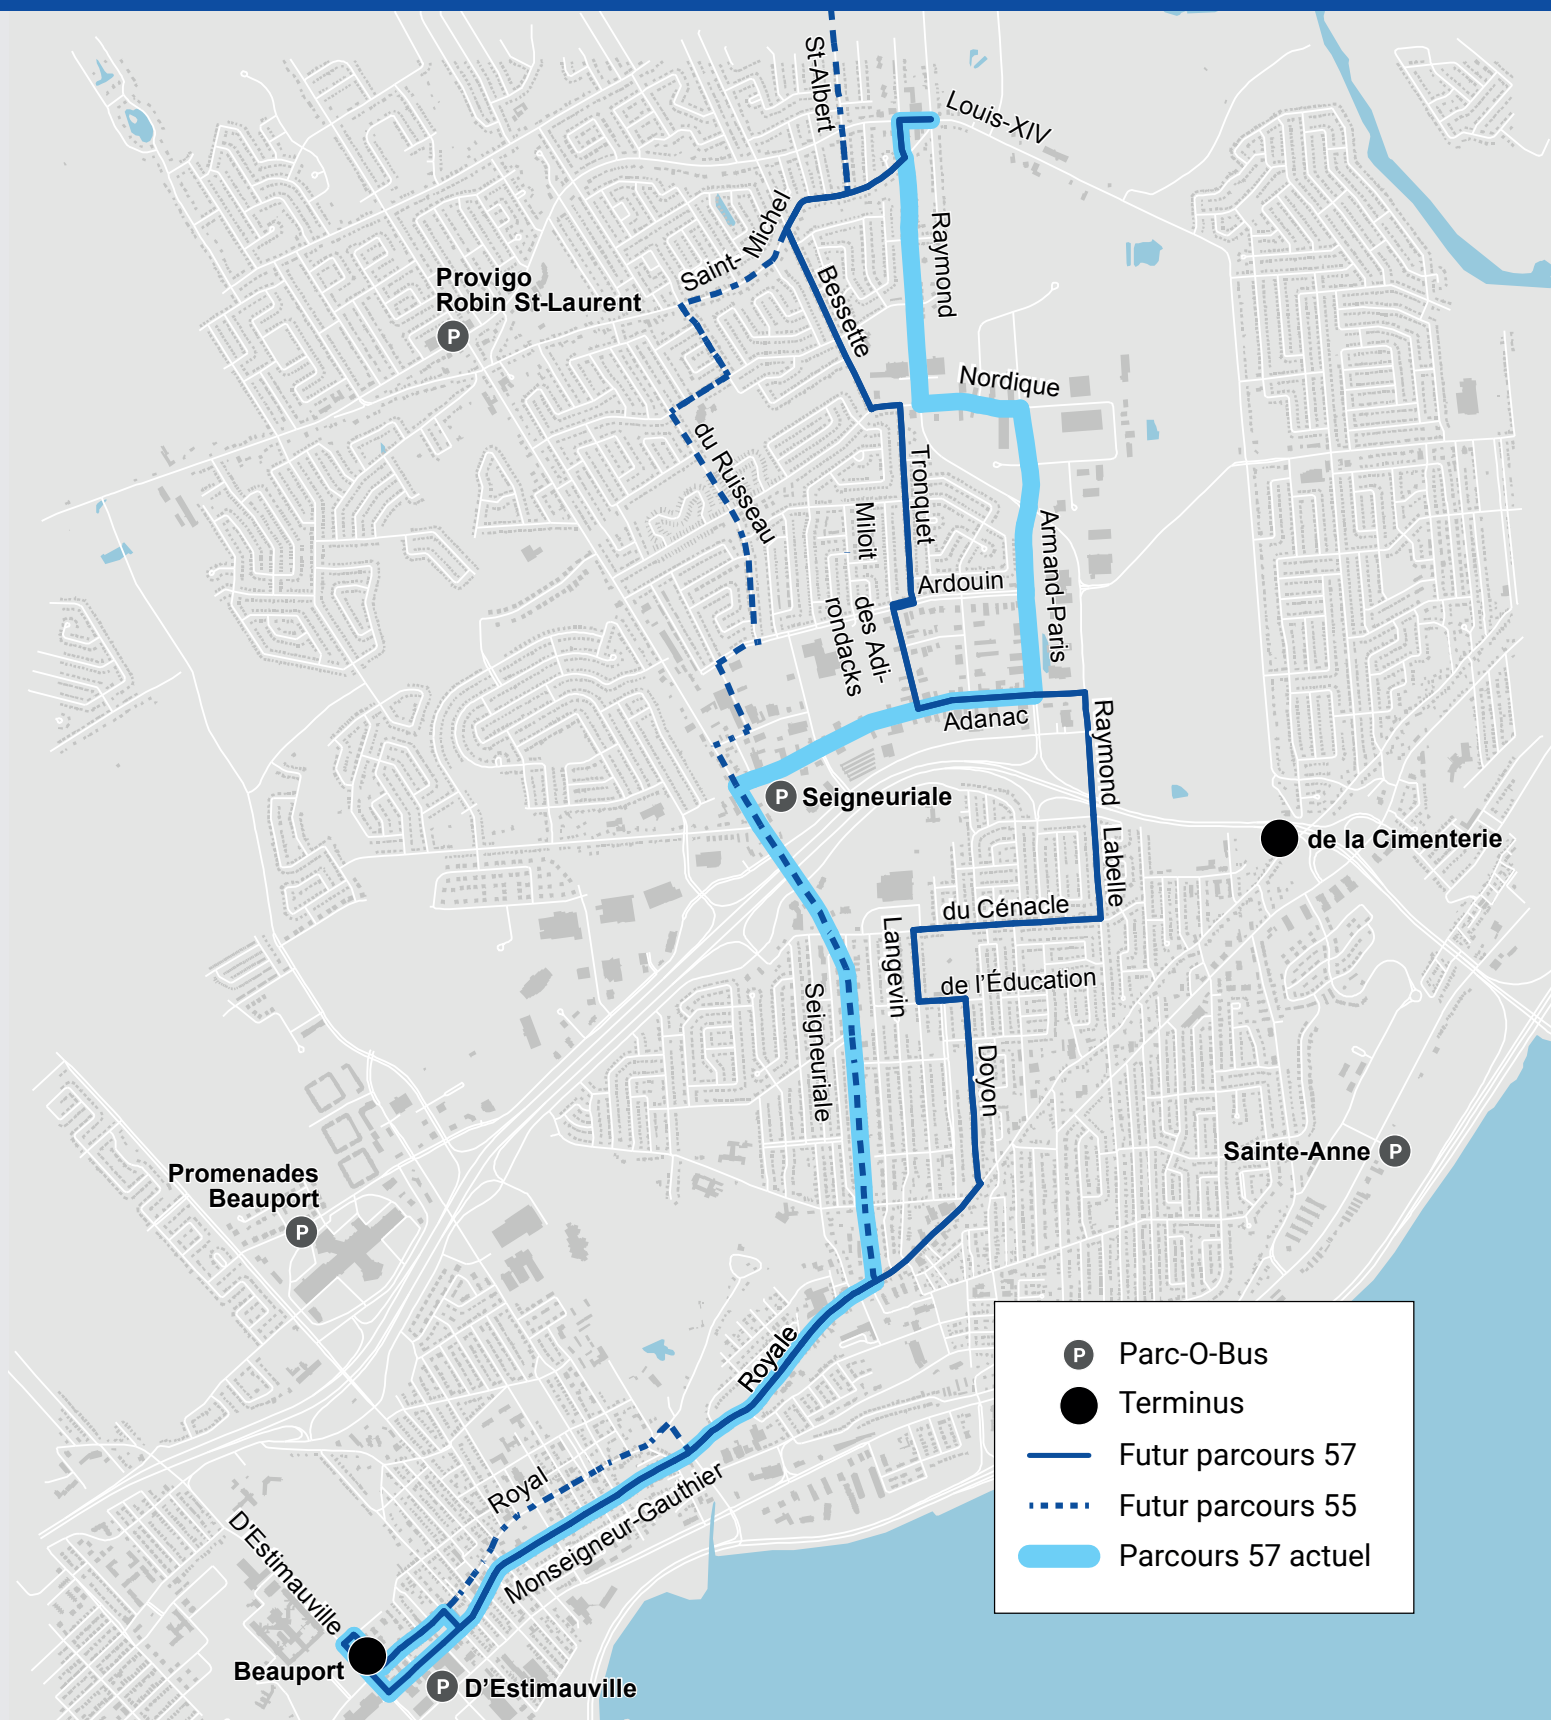 St-Albert
Louis-XIV
Saint-Michel
Raymond
Provigo
Robin St-Laurent
P
Bessette
Nordique
du Ruisseau
Tronquet
Miloit
Armand-Paris
Ardouin
des Adi-
rondacks
Adanac
Raymond
P Seigneuriale
de la Cimenterie
Labelle
du Cénacle
Langevin
de l'Éducation
Seigneuriale
Doyon
Sainte-Anne P
Promenades
Beauport
P
Royale
Royal
Monseigneur-Gauthier
D'Estimauville
Beauport
P D'Estimauville
P Parc-O-Bus
Terminus
Futur parcours 57
Futur parcours 55
Parcours 57 actuel